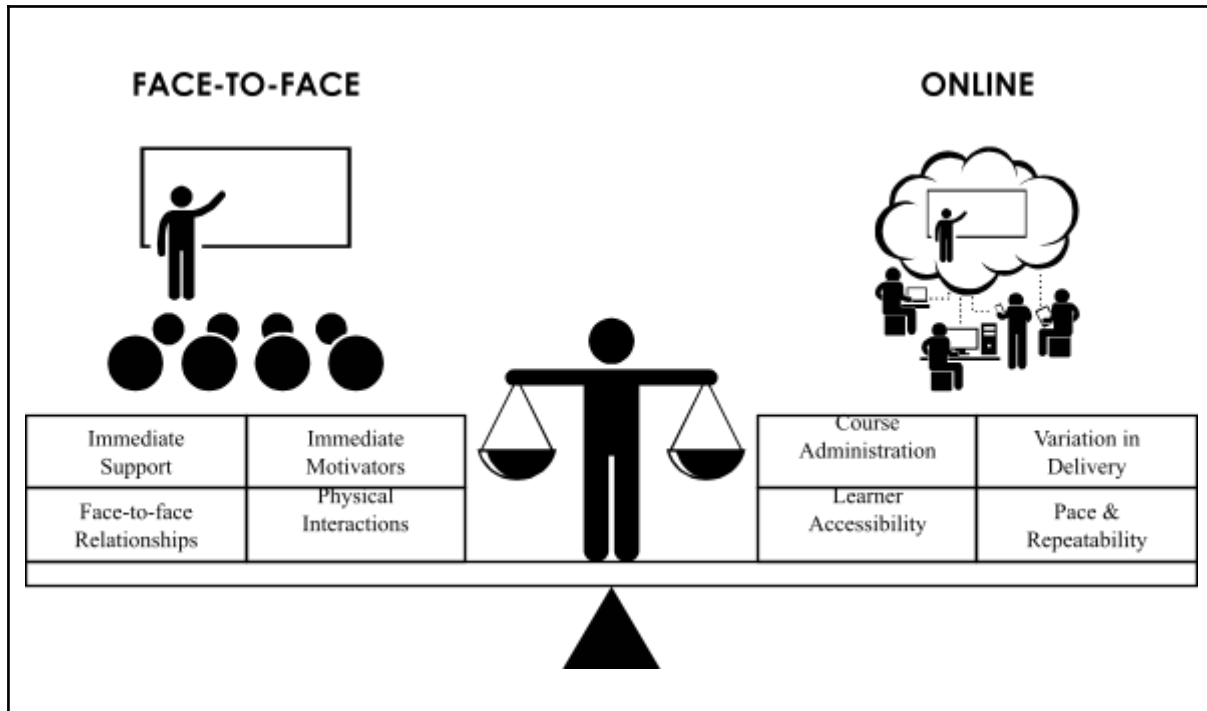 FACE-TO-FACE
ONLINE
Immediate
Support
Immediate
Motivators
Face-to-face
Relationships
Physical
Interactions
Course
Administration
Variation in
Delivery
Learner
Accessibility
Pace &
Repeatability